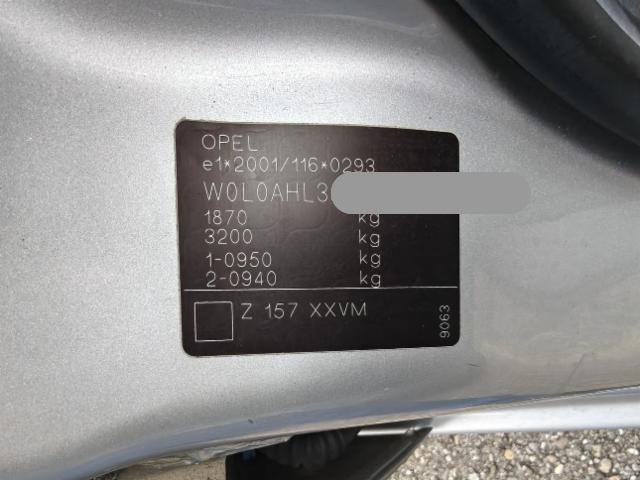 OPEL
e1*2001/116*0293
W0L0AHL3
1870 kg
3200 kg
1-0950 kg
2-0940 kg
Z 157 XXVM
9063